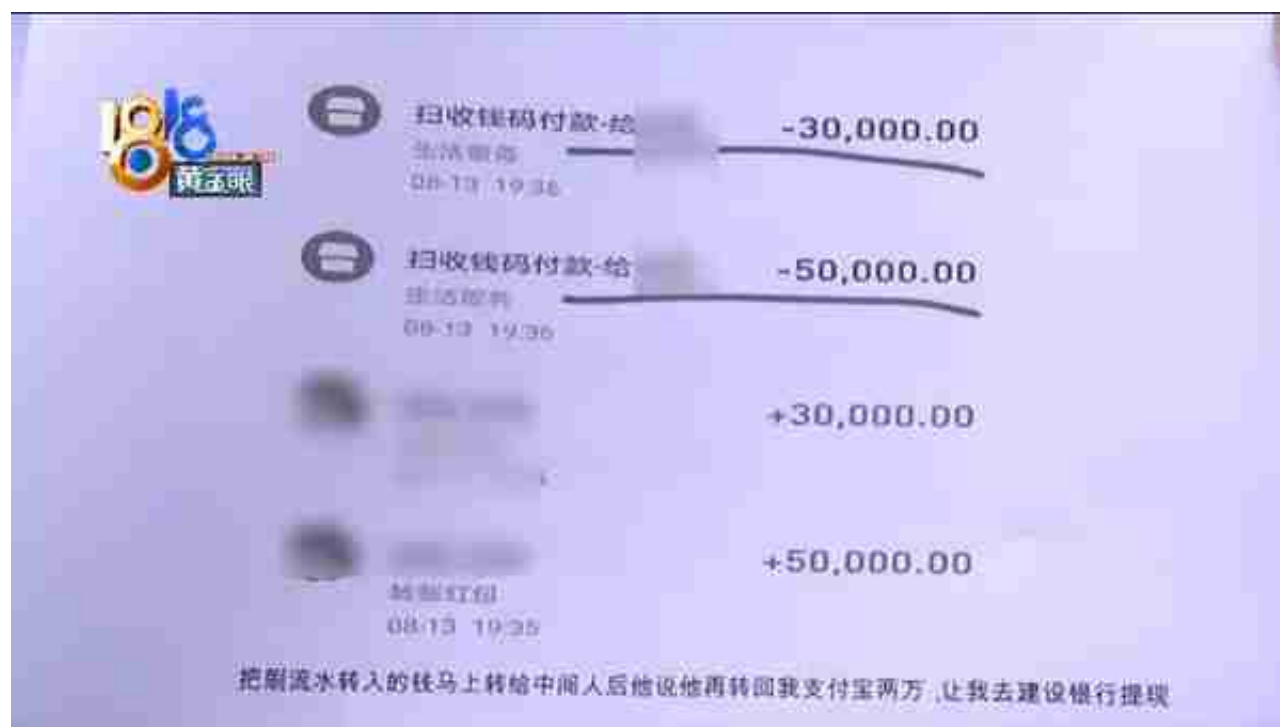 1818
黄金眼
扫收钱码付款-给
-30,000.00
生活服务
08-13 19:36
扫收钱码付款-给
-50,000.00
生活服务
08-13 19:36
+30,000.00
+50,000.00
转账红包
08-13 19:35
把刷流水转入的钱马上转给中间人后他说他再转回我支付宝两万,让我去建设银行提现